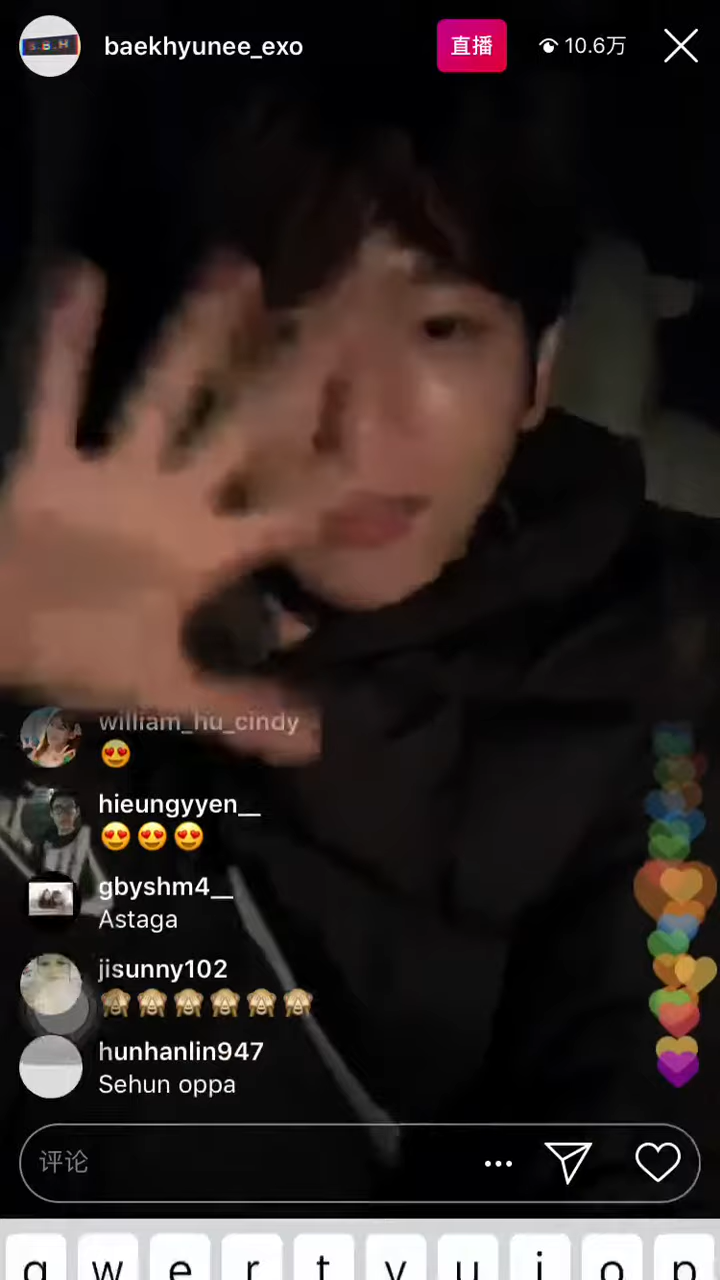 S.B.H
baekhyunee_exo
直播
10.6万
william_hu_cindy
😍
hieungyyen__
😍😍😍
gbyshm4__
Astaga
jisunny102
🙈🙈🙈🙈🙈🙈
hunhanlin947
Sehun oppa
评论
q w e r t y u i o p